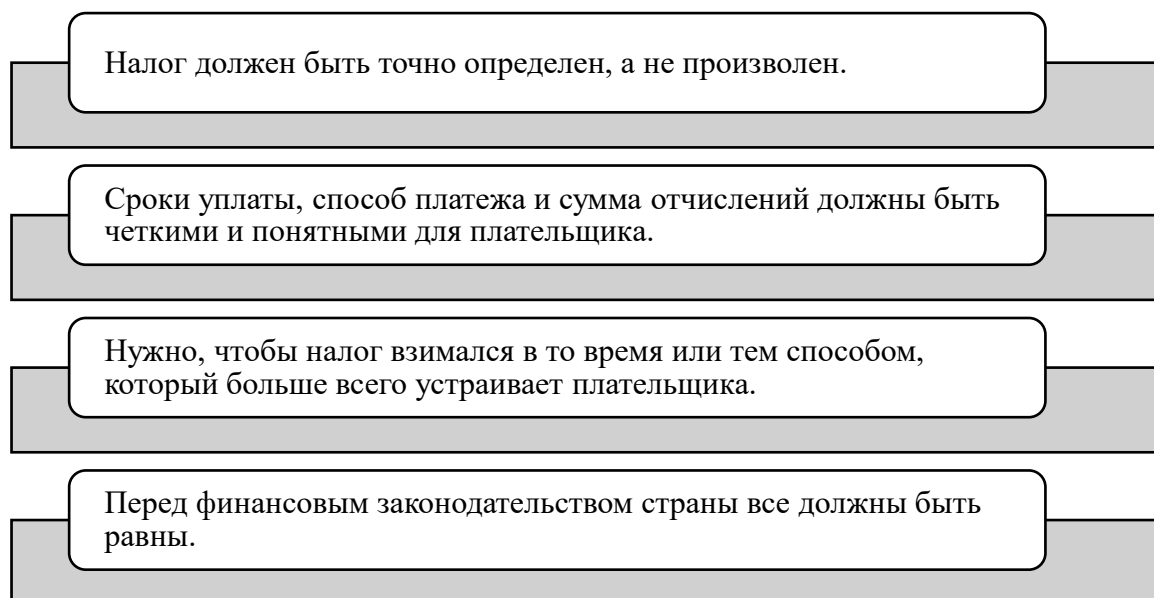 Налог должен быть точно определен, а не произволен.
Сроки уплаты, способ платежа и сумма отчислений должны быть
четкими и понятными для плательщика.
Нужно, чтобы налог взимался в то время или тем способом,
который больше всего устраивает плательщика.
Перед финансовым законодательством страны все должны быть
равны.